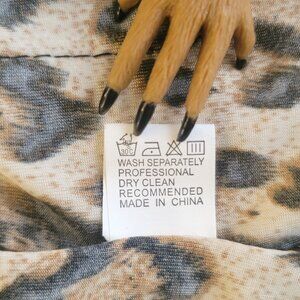 WASH SEPARATELY
PROFESSIONAL
DRY CLEAN
RECOMMENDED
MADE IN CHINA